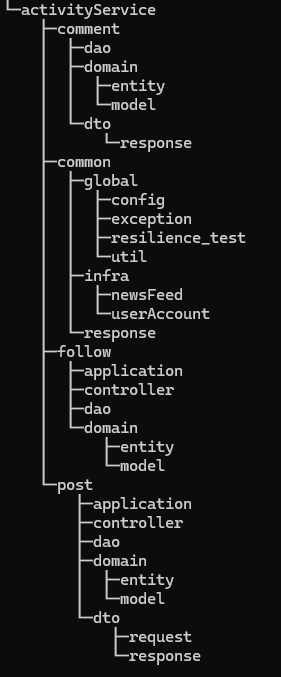 activityService
comment
dao
domain
entity
model
dto
response
common
global
config
exception
resilience_test
util
infra
newsFeed
userAccount
response
follow
application
controller
dao
domain
entity
model
post
application
controller
dao
domain
entity
model
dto
request
response